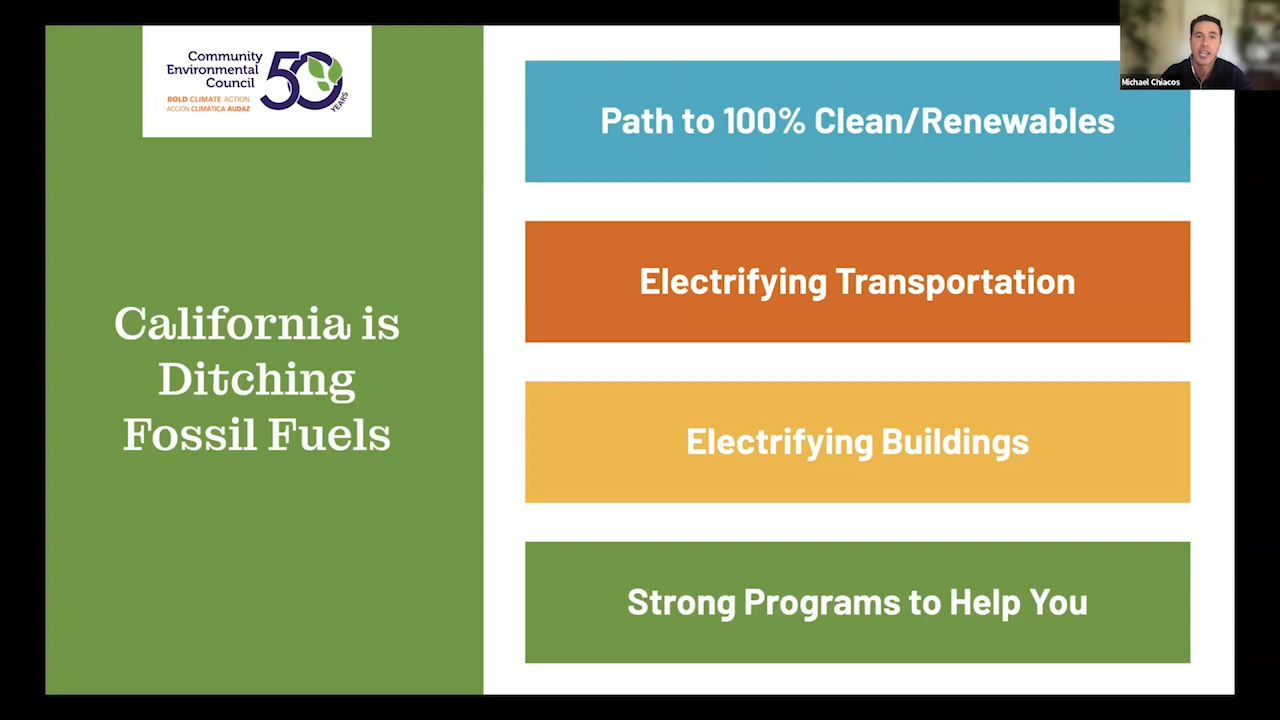 Community
Environmental
Council
50
YEARS
BOLD CLIMATE ACTION
ACCIÓN CLIMÁTICA AUDAZ
California is
Ditching
Fossil Fuels
Path to 100% Clean/Renewables
Electrifying Transportation
Electrifying Buildings
Strong Programs to Help You
Michael Chiacos